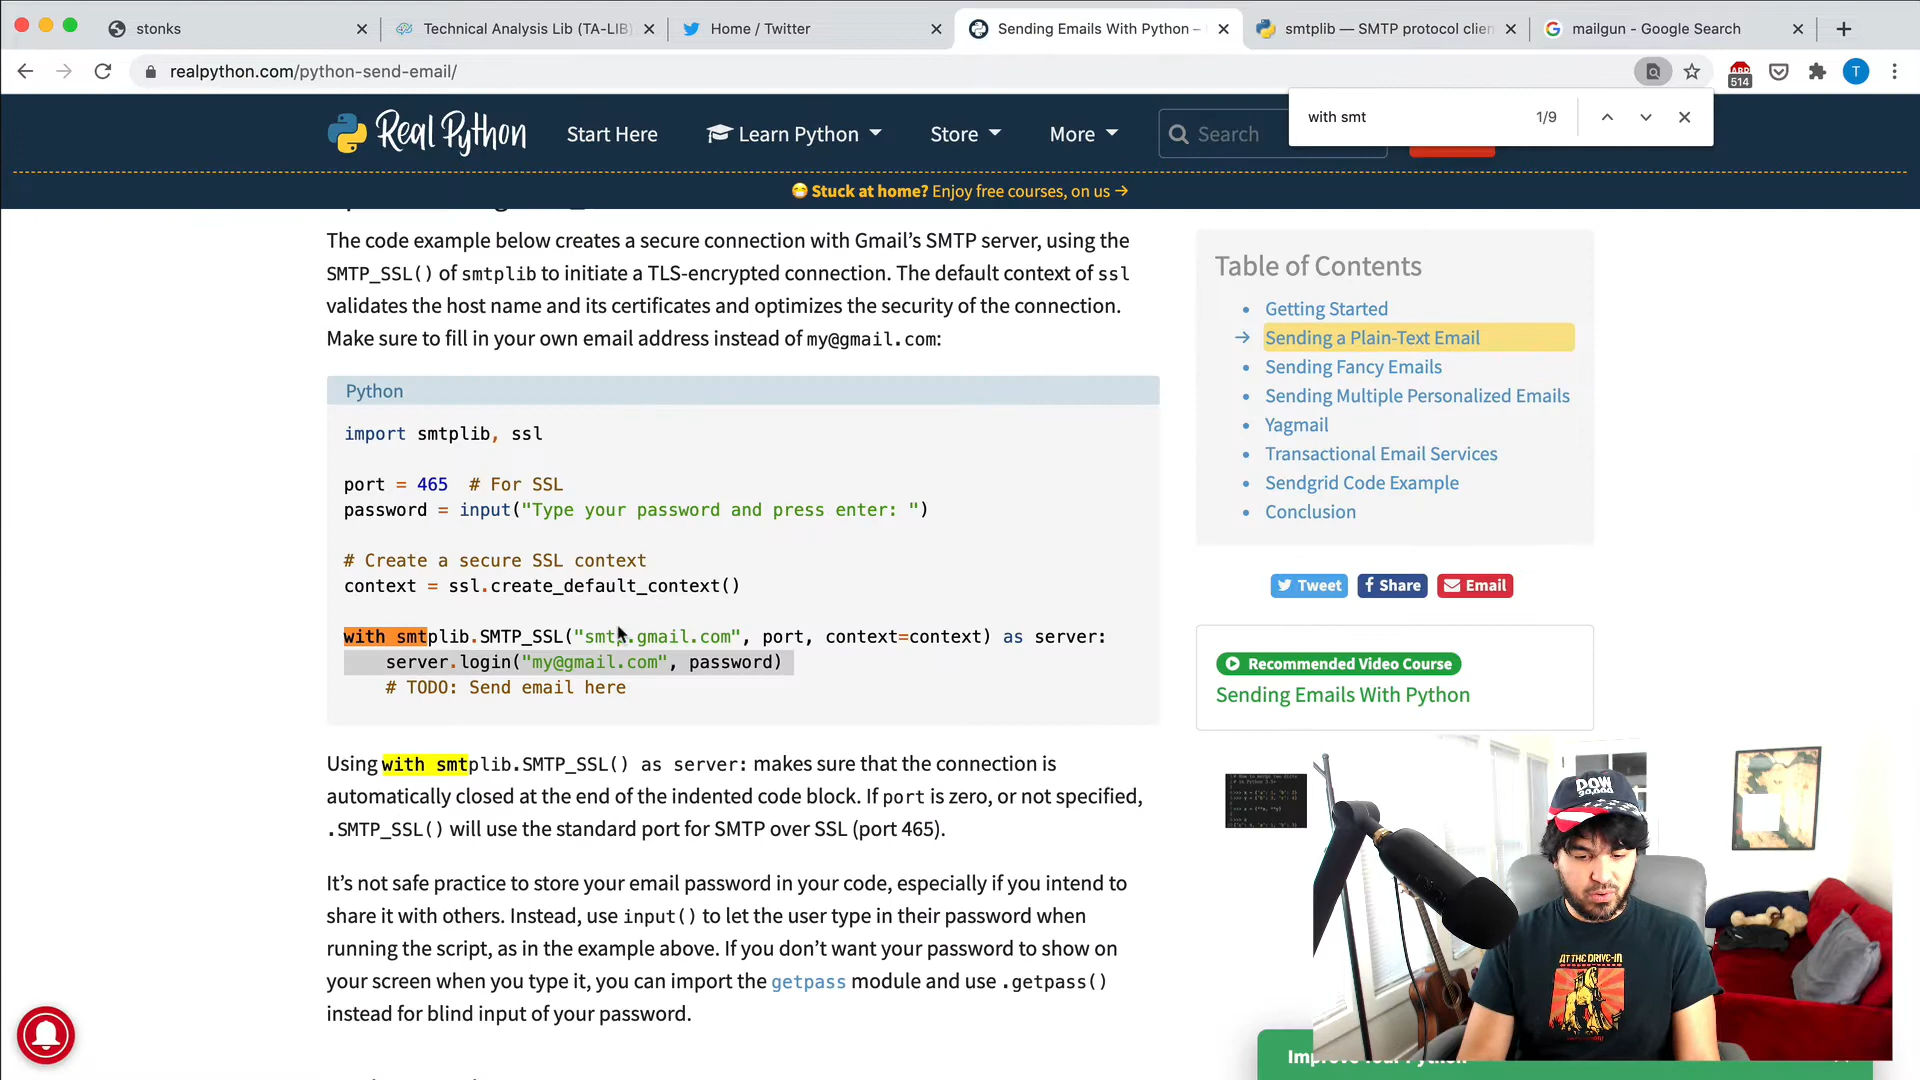 stonks
Technical Analysis Lib (TA-LIB)
Home / Twitter
Sending Emails With Python –
smtplib — SMTP protocol clien
mailgun - Google Search
realpython.com/python-send-email/
514
T
with smt
1/9
Real Python
Start Here
Learn Python
Store
More
Search
Stuck at home? Enjoy free courses, on us →
The code example below creates a secure connection with Gmail’s SMTP server, using the
SMTP_SSL() of smtplib to initiate a TLS-encrypted connection. The default context of ssl
validates the host name and its certificates and optimizes the security of the connection.
Make sure to fill in your own email address instead of my@gmail.com:
Python
import smtplib, ssl
port = 465  # For SSL
password = input("Type your password and press enter: ")
# Create a secure SSL context
context = ssl.create_default_context()
with smtplib.SMTP_SSL("smtp.gmail.com", port, context=context) as server:
    server.login("my@gmail.com", password)
    # TODO: Send email here
Using with smtplib.SMTP_SSL() as server: makes sure that the connection is
automatically closed at the end of the indented code block. If port is zero, or not specified,
.SMTP_SSL() will use the standard port for SMTP over SSL (port 465).
It’s not safe practice to store your email password in your code, especially if you intend to
share it with others. Instead, use input() to let the user type in their password when
running the script, as in the example above. If you don’t want your password to show on
your screen when you type it, you can import the getpass module and use .getpass()
instead for blind input of your password.
Table of Contents
Getting Started
→ Sending a Plain-Text Email
Sending Fancy Emails
Sending Multiple Personalized Emails
Yagmail
Transactional Email Services
Sendgrid Code Example
Conclusion
Tweet
Share
Email
Recommended Video Course
Sending Emails With Python
DOW
30,000
AT THE DRIVE-IN